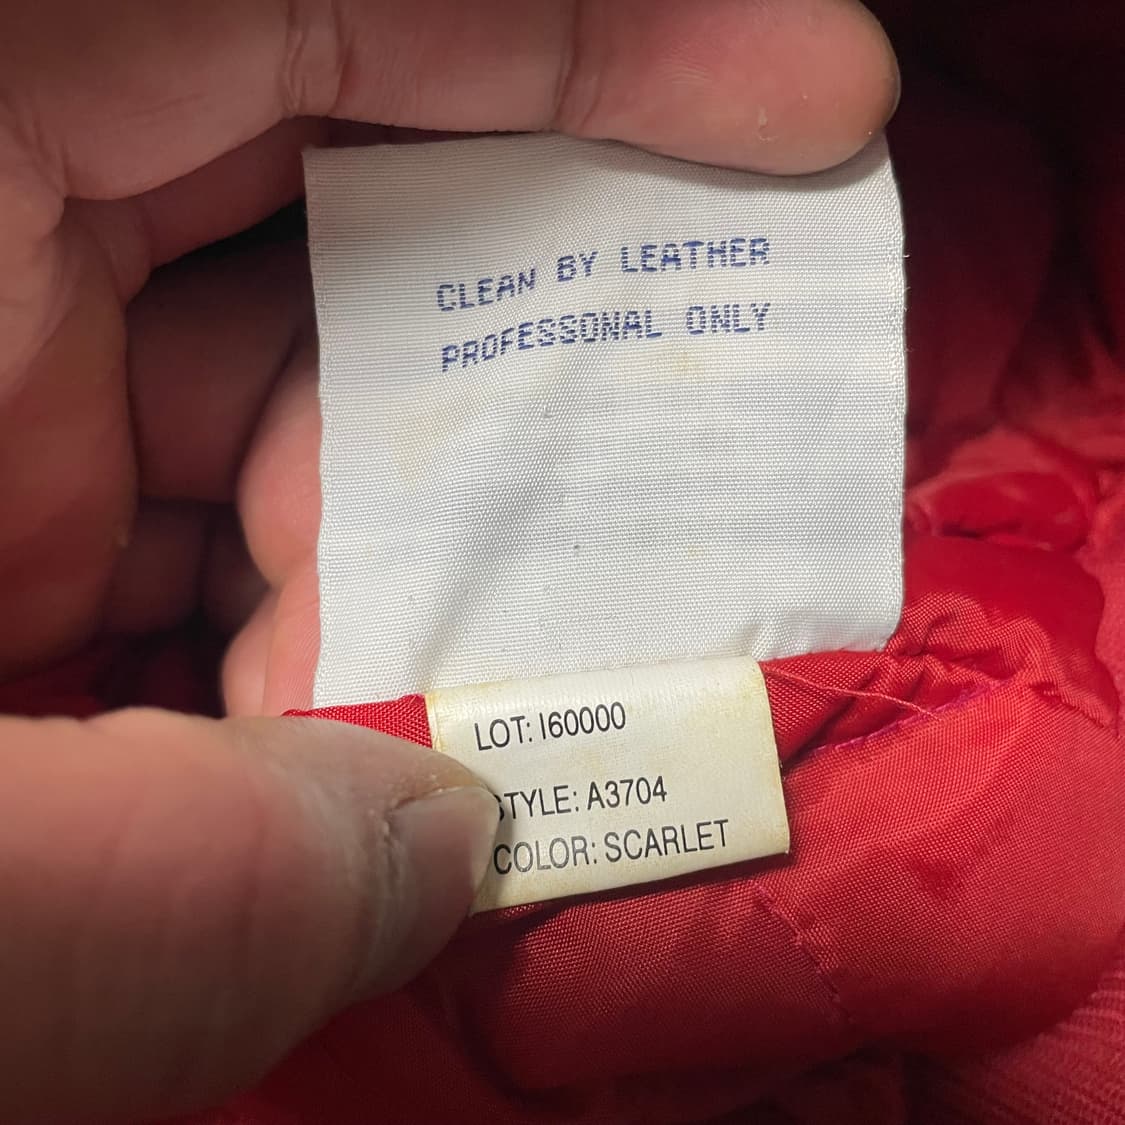 CLEAN BY LEATHER
PROFESSONAL ONLY
LOT: I60000
STYLE: A3704
COLOR: SCARLET